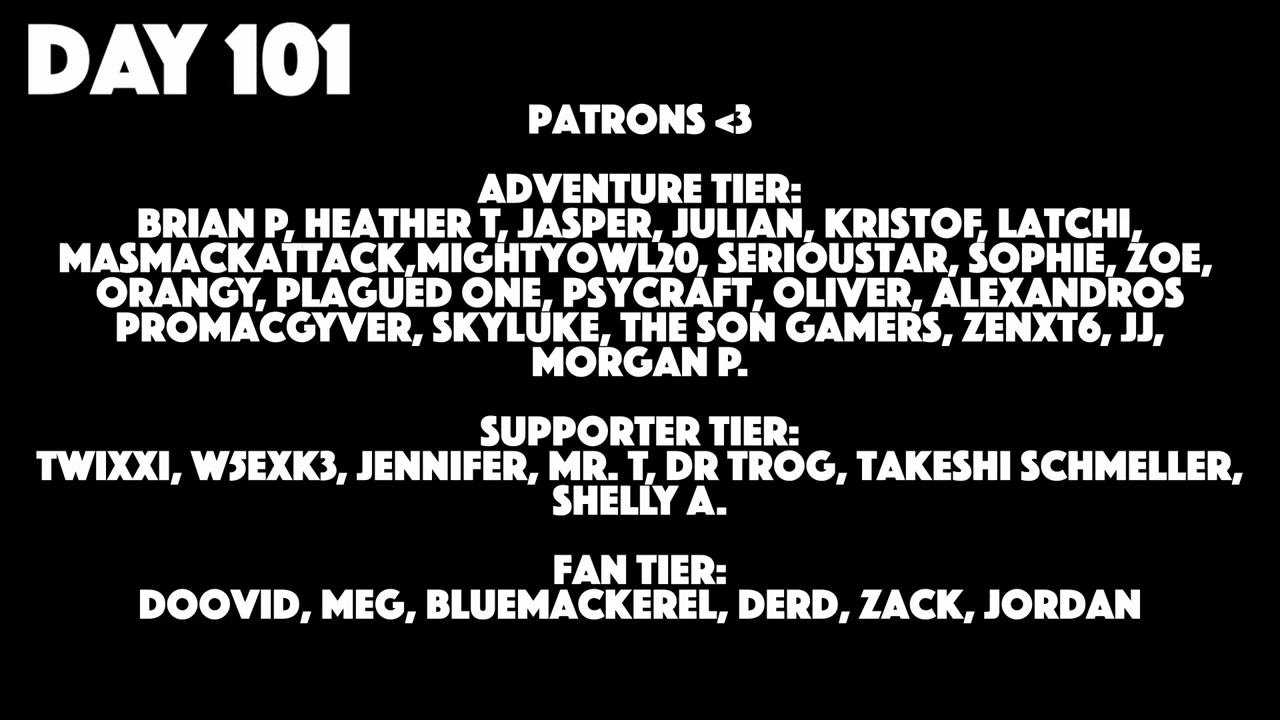 DAY 101
PATRONS <3
ADVENTURE TIER:
BRIAN P, HEATHER T, JASPER, JULIAN, KRISTOF, LATCHI,
MASMACKATTACK,MIGHTYOWL20, SERIOUSTAR, SOPHIE, ZOE,
ORANGY, PLAGUED ONE, PSYCRAFT, OLIVER, ALEXANDROS
PROMACGYVER, SKYLUKE, THE SON GAMERS, ZENXT6, JJ,
MORGAN P.
SUPPORTER TIER:
TWIXXI, W5EXK3, JENNIFER, MR. T, DR TROG, TAKESHI SCHMELLER,
SHELLY A.
FAN TIER:
DOOVID, MEG, BLUEMACKEREL, DERD, ZACK, JORDAN